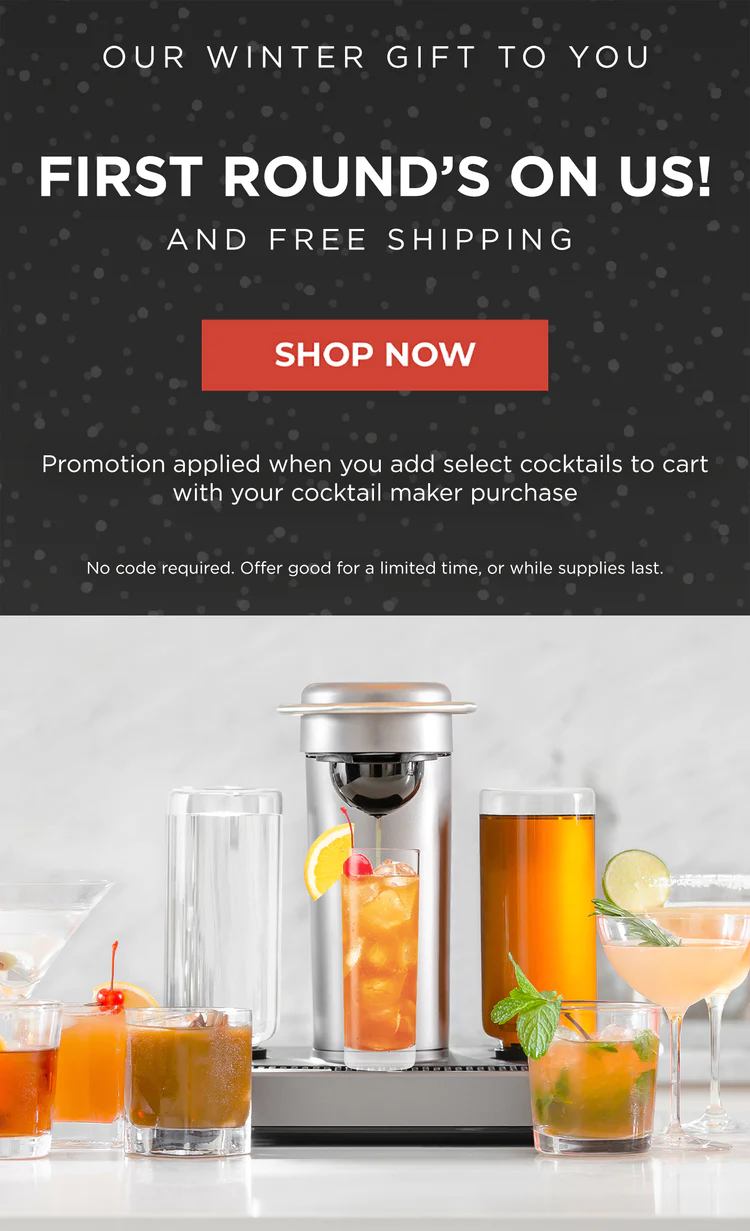 OUR WINTER GIFT TO YOU
FIRST ROUND’S ON US!
AND FREE SHIPPING
SHOP NOW
Promotion applied when you add select cocktails to cart
with your cocktail maker purchase
No code required. Offer good for a limited time, or while supplies last.